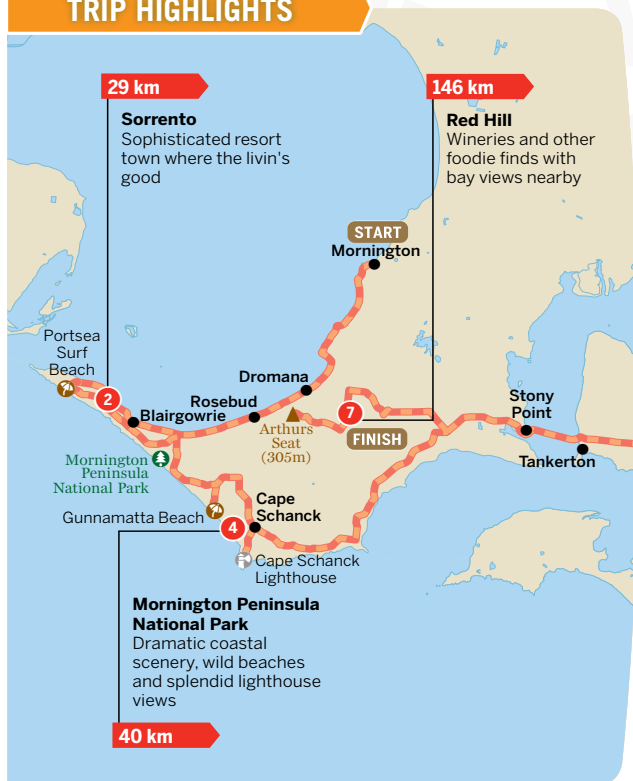 TRIP HIGHLIGHTS
29 km
Sorrento
Sophisticated resort
town where the livin's
good
146 km
Red Hill
Wineries and other
foodie finds with
bay views nearby
START
Mornington
Portsea
Surf
Beach
2
Blairgowrie
Rosebud
Dromana
Arthurs
Seat
(305m)
7
FINISH
Stony
Point
Tankerton
Mornington
Peninsula
National Park
Gunnamatta Beach
4
Cape
Schanck
Cape Schanck
Lighthouse
Mornington Peninsula
National Park
Dramatic coastal
scenery, wild beaches
and splendid lighthouse
views
40 km